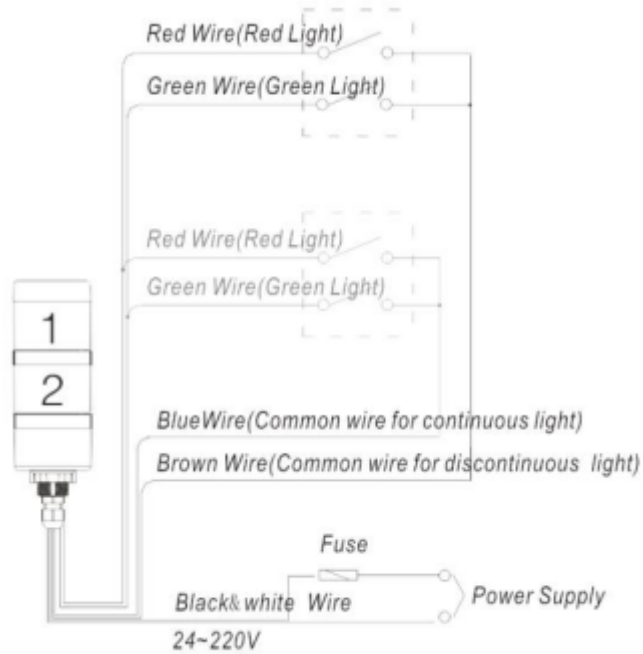 Red Wire(Red Light)
Green Wire(Green Light)
Red Wire(Red Light)
Green Wire(Green Light)
1
2
BlueWire(Common wire for continuous light)
Brown Wire(Common wire for discontinuous light)
Fuse
Black&white Wire
Power Supply
24~220V